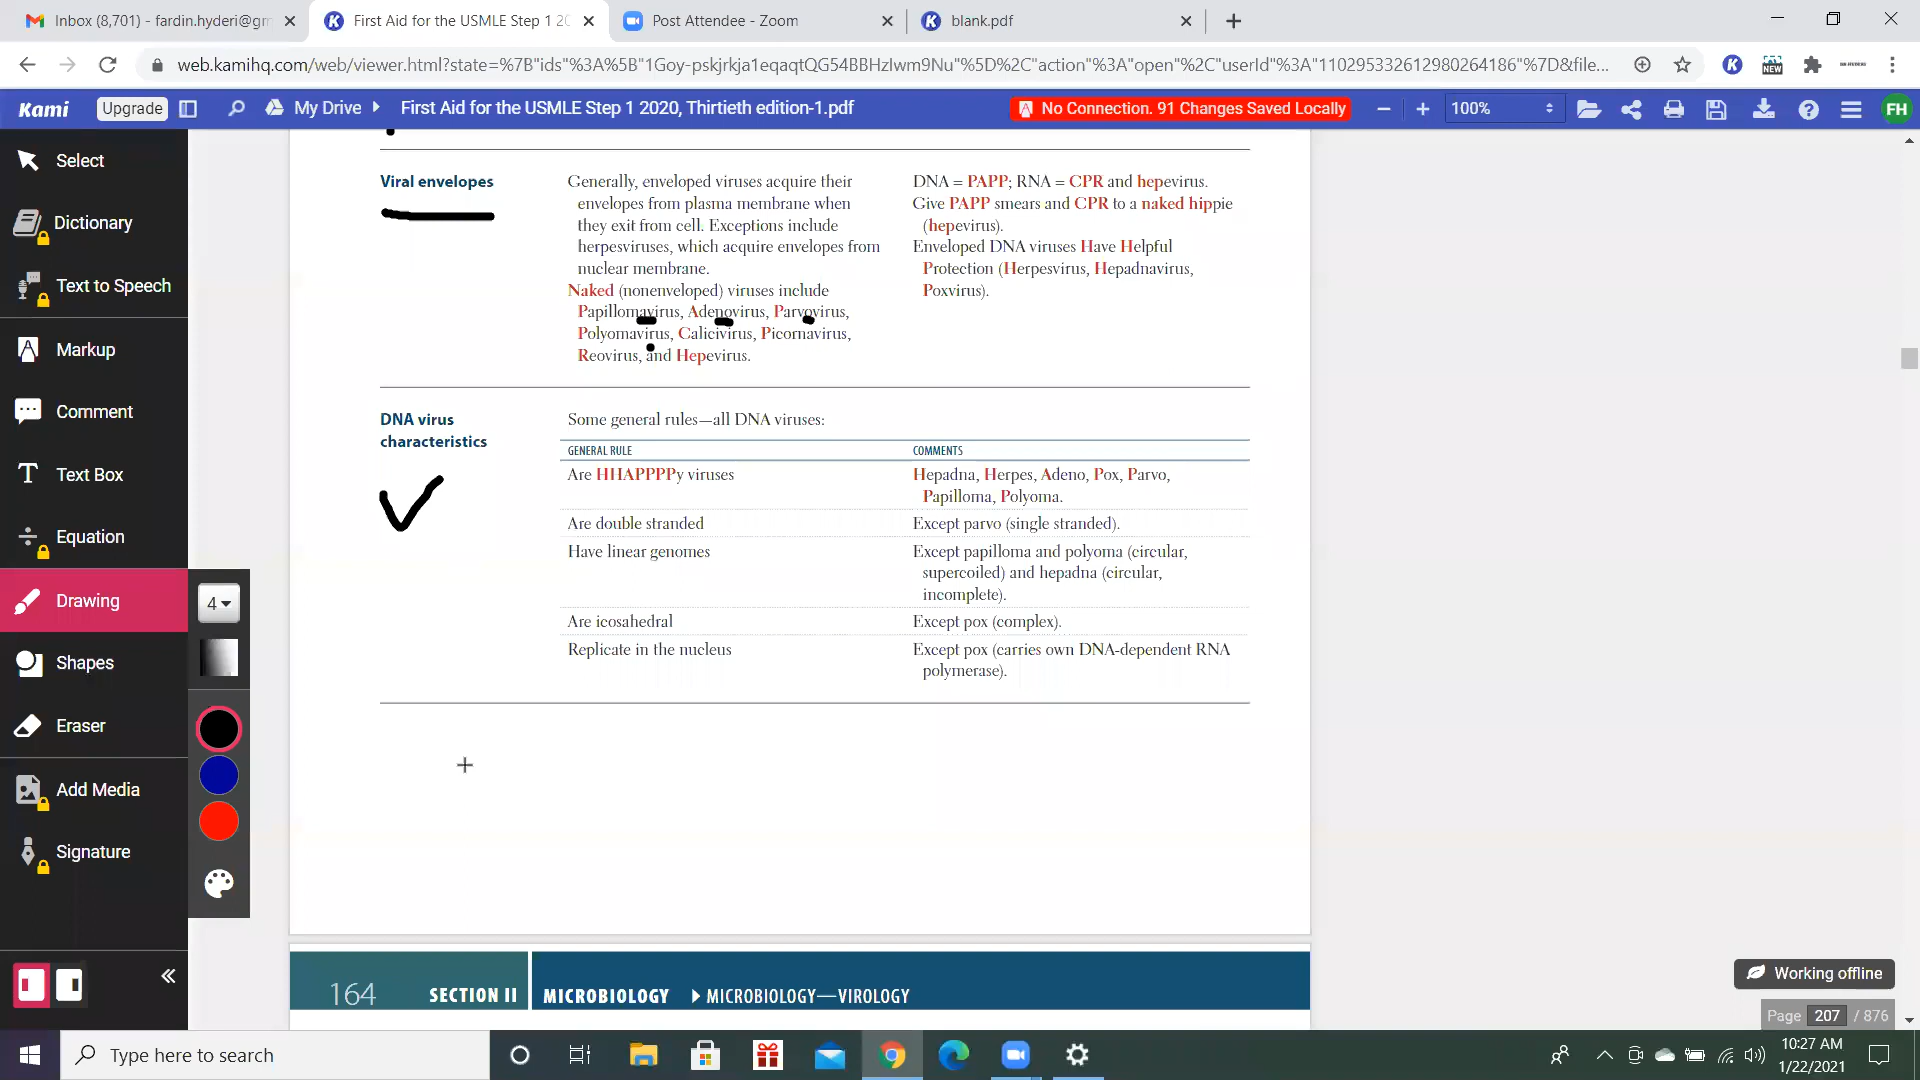 Inbox (8,701) - fardin.hyderi@gm
First Aid for the USMLE Step 1 20
Post Attendee - Zoom
blank.pdf
web.kamihq.com/web/viewer.html?state=%7B"ids"%3A%5B"1Goy-pskjrkja1eqaqtQG54BBHzIwm9Nu"%5D%2C"action"%3A"open"%2C"userId"%3A"110295332612980264186"%7D&file...
NEW
Kami
Upgrade
My Drive
First Aid for the USMLE Step 1 2020, Thirtieth edition-1.pdf
No Connection. 91 Changes Saved Locally
100%
FH
Select
Dictionary
Text to Speech
Markup
Comment
Text Box
Equation
Drawing
Shapes
Eraser
Add Media
Signature
4
Viral envelopes
Generally, enveloped viruses acquire their
envelopes from plasma membrane when
they exit from cell. Exceptions include
herpesviruses, which acquire envelopes from
nuclear membrane.
Naked (nonenveloped) viruses include
Papillomavirus, Adenovirus, Parvovirus,
Polyomavirus, Calicivirus, Picornavirus,
Reovirus, and Hepevirus.
DNA = PAPP; RNA = CPR and hepevirus.
Give PAPP smears and CPR to a naked hippie
(hepevirus).
Enveloped DNA viruses Have Helpful
Protection (Herpesvirus, Hepadnavirus,
Poxvirus).
DNA virus
characteristics
Some general rules—all DNA viruses:
GENERAL RULE
COMMENTS
Are HHAPPPPy viruses
Hepadna, Herpes, Adeno, Pox, Parvo,
Papilloma, Polyoma.
Are double stranded
Except parvo (single stranded).
Have linear genomes
Except papilloma and polyoma (circular,
supercoiled) and hepadna (circular,
incomplete).
Are icosahedral
Except pox (complex).
Replicate in the nucleus
Except pox (carries own DNA-dependent RNA
polymerase).
164
SECTION II
MICROBIOLOGY
MICROBIOLOGY—VIROLOGY
Working offline
Page 207 / 876
Type here to search
10:27 AM
1/22/2021